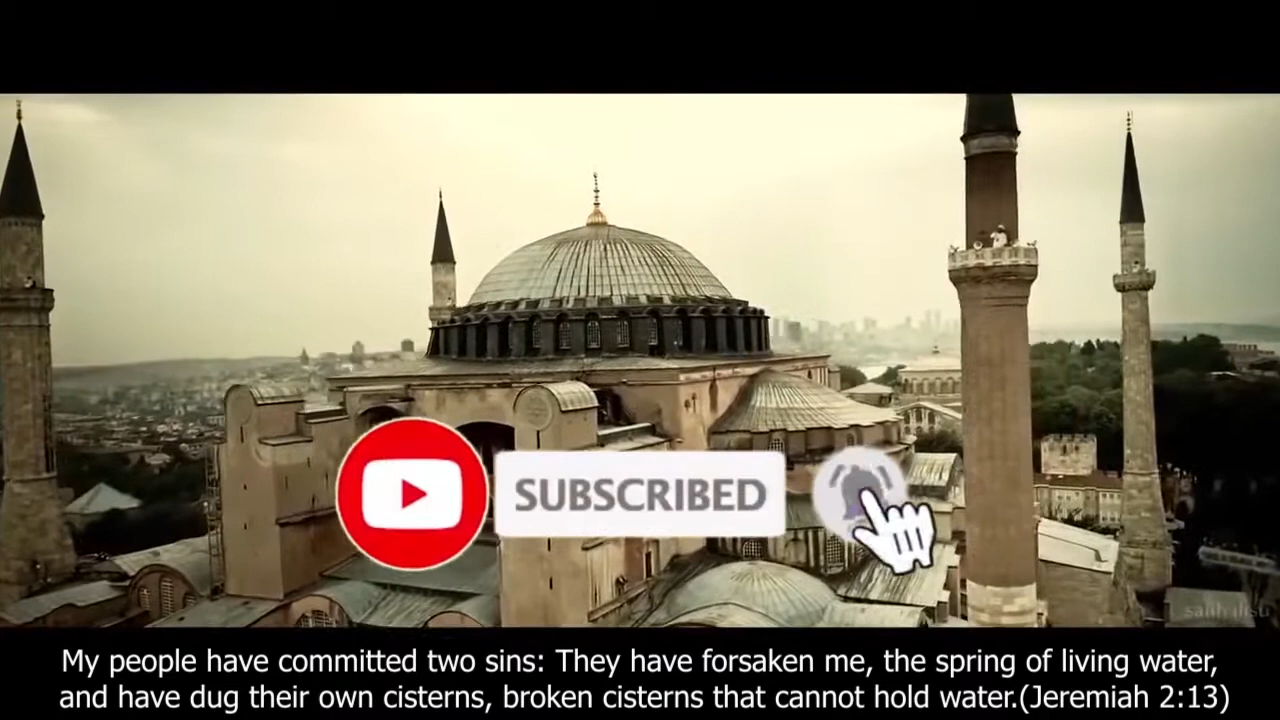 SUBSCRIBED
My people have committed two sins: They have forsaken me, the spring of living water,
and have dug their own cisterns, broken cisterns that cannot hold water.(Jeremiah 2:13)